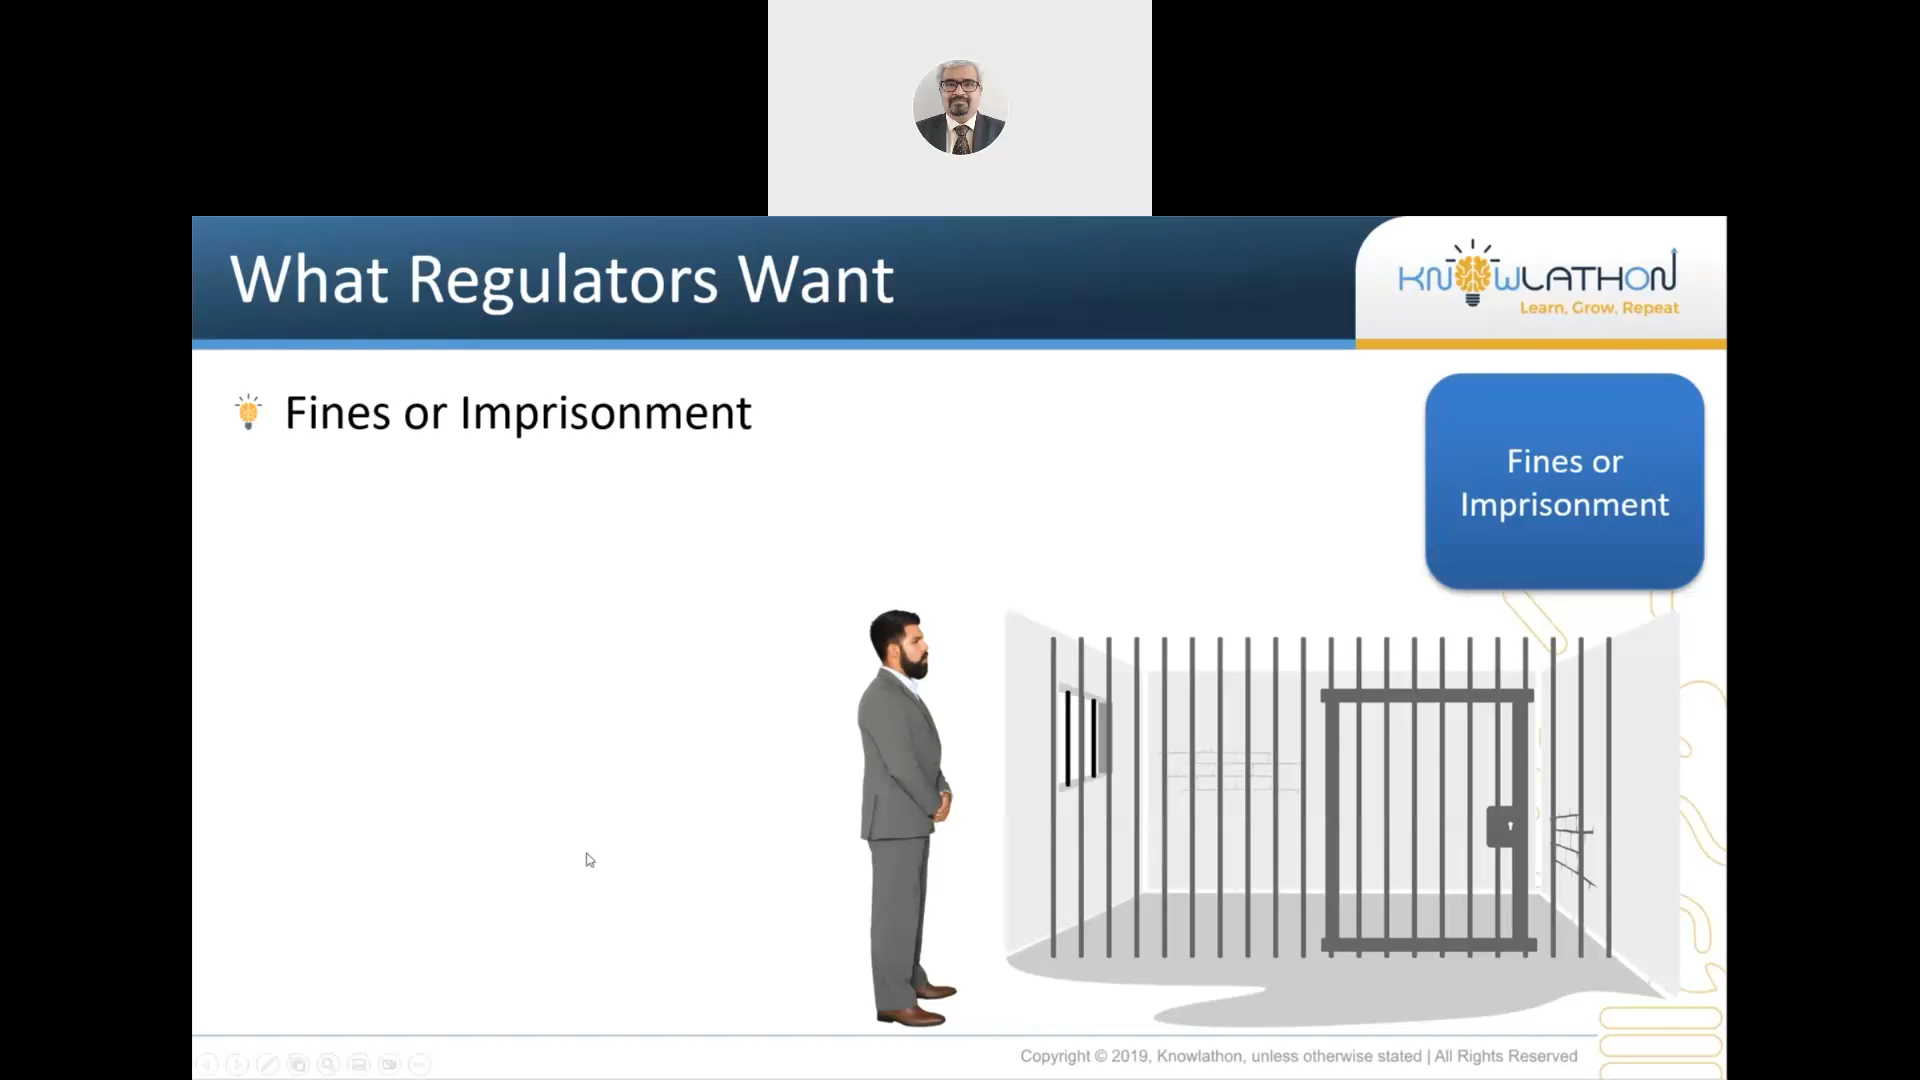 What Regulators Want
KNOWLATHON
Learn, Grow, Repeat
Fines or Imprisonment
Fines or
Imprisonment
Copyright © 2019, Knowlathon, unless otherwise stated | All Rights Reserved